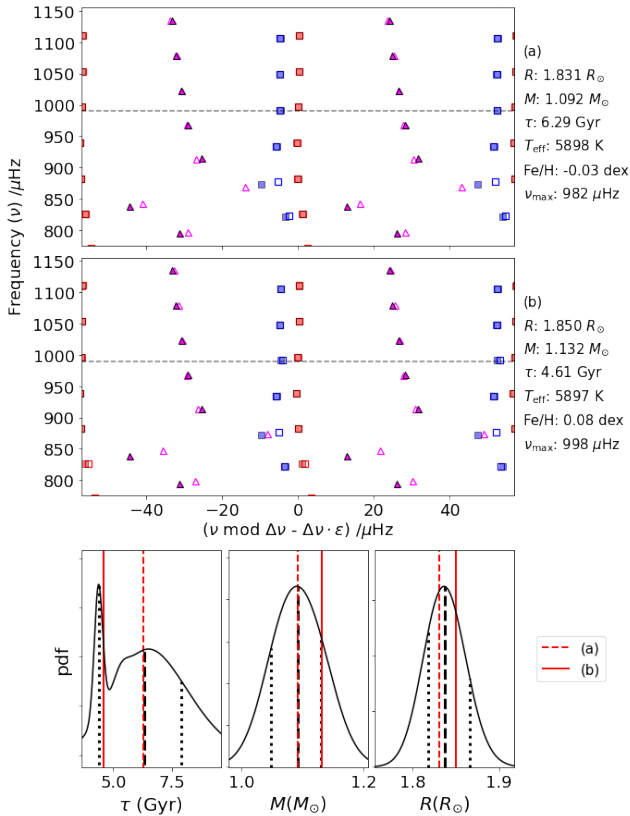 1150
1100
1050
1000
950
900
850
800
(a)
R: 1.831 R⊙
M: 1.092 M⊙
τ: 6.29 Gyr
Teff: 5898 K
Fe/H: -0.03 dex
νmax: 982 μHz
Frequency (ν) /μHz
1150
1100
1050
1000
950
900
850
800
(b)
R: 1.850 R⊙
M: 1.132 M⊙
τ: 4.61 Gyr
Teff: 5897 K
Fe/H: 0.08 dex
νmax: 998 μHz
−40 −20 0 20 40
(ν mod Δν - Δν · ε) /μHz
pdf
(a)
(b)
5.0 7.5 1.0 1.2 1.8 1.9
τ (Gyr) M(M⊙) R(R⊙)